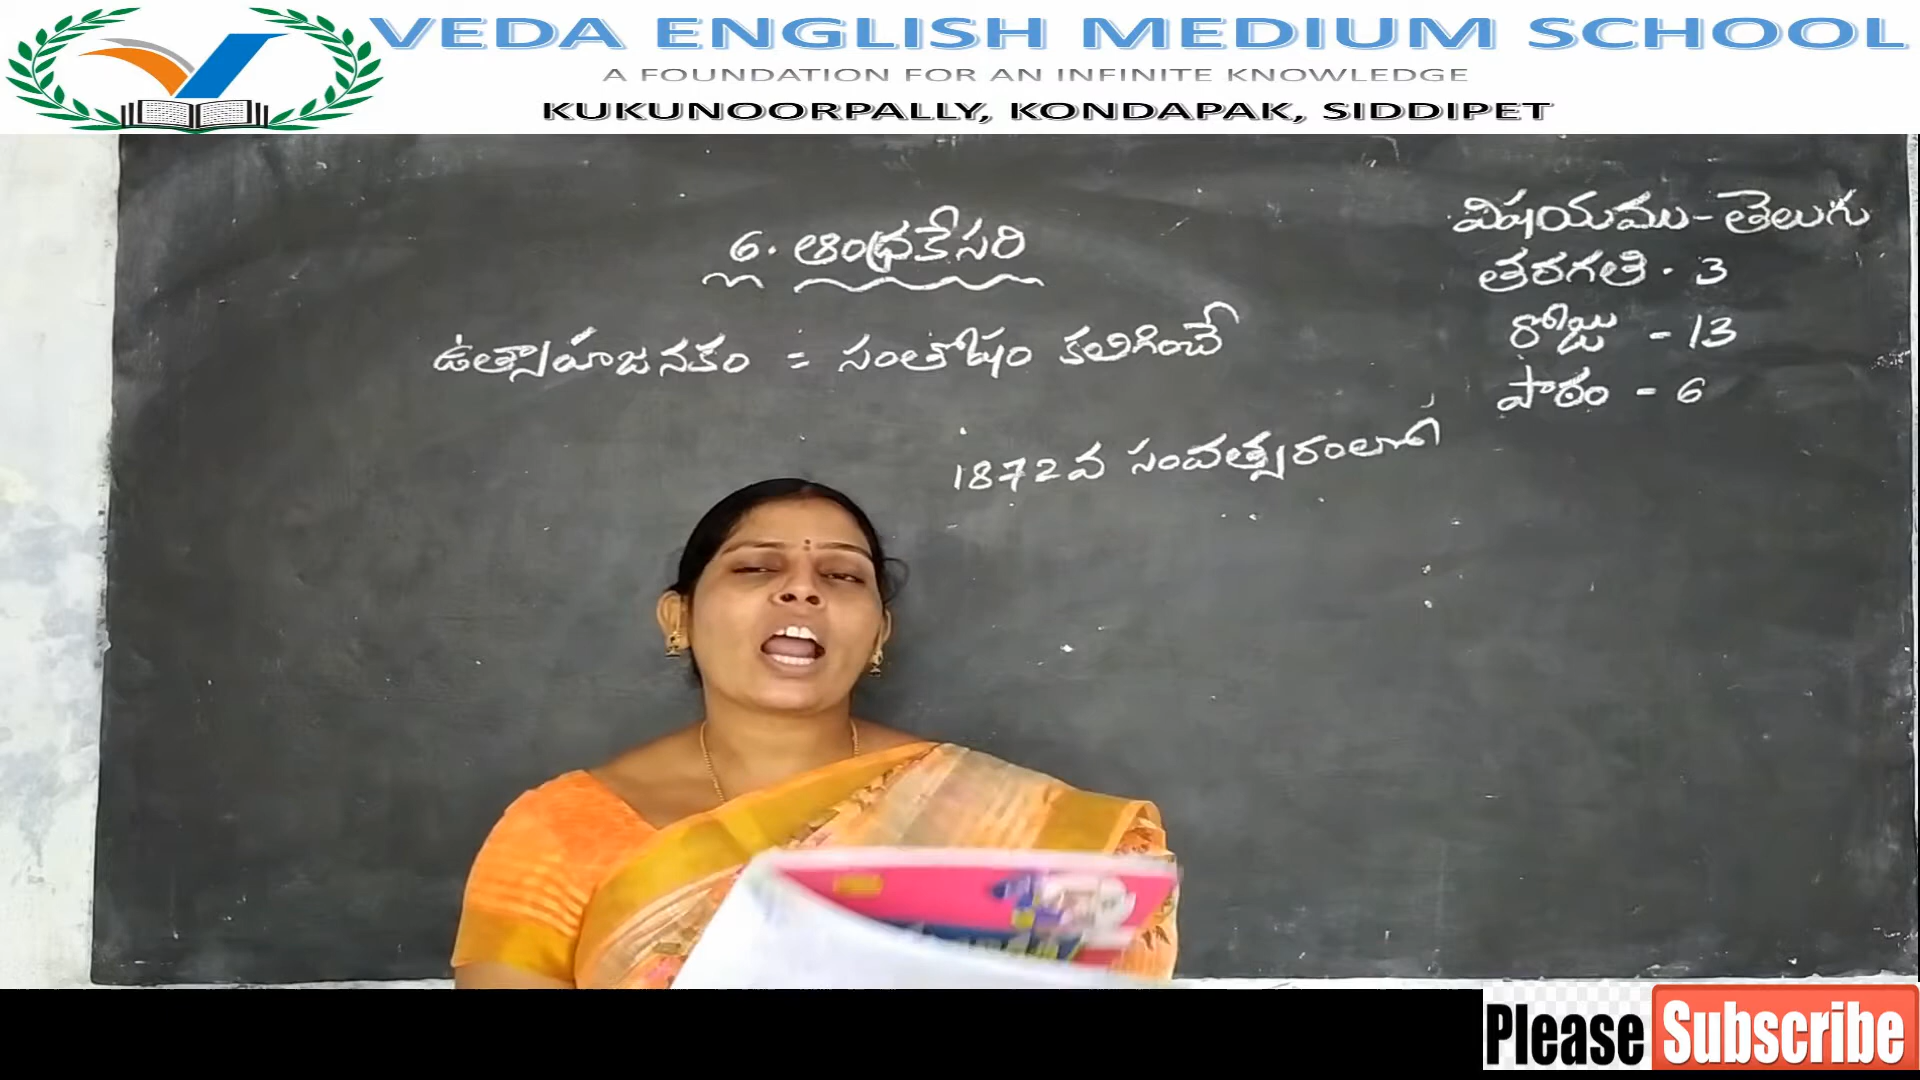 VEDA ENGLISH MEDIUM SCHOOL
A FOUNDATION FOR AN INFINITE KNOWLEDGE
KUKUNOORPALLY, KONDAPAK, SIDDIPET
6. ఆంధ్రకేసరి
విషయము - తెలుగు
తరగతి - 3
రోజు - 13
పాఠం - 6
ఉత్సాహజనకం = సంతోషం కలిగించే
1872వ సంవత్సరంలో
Please Subscribe